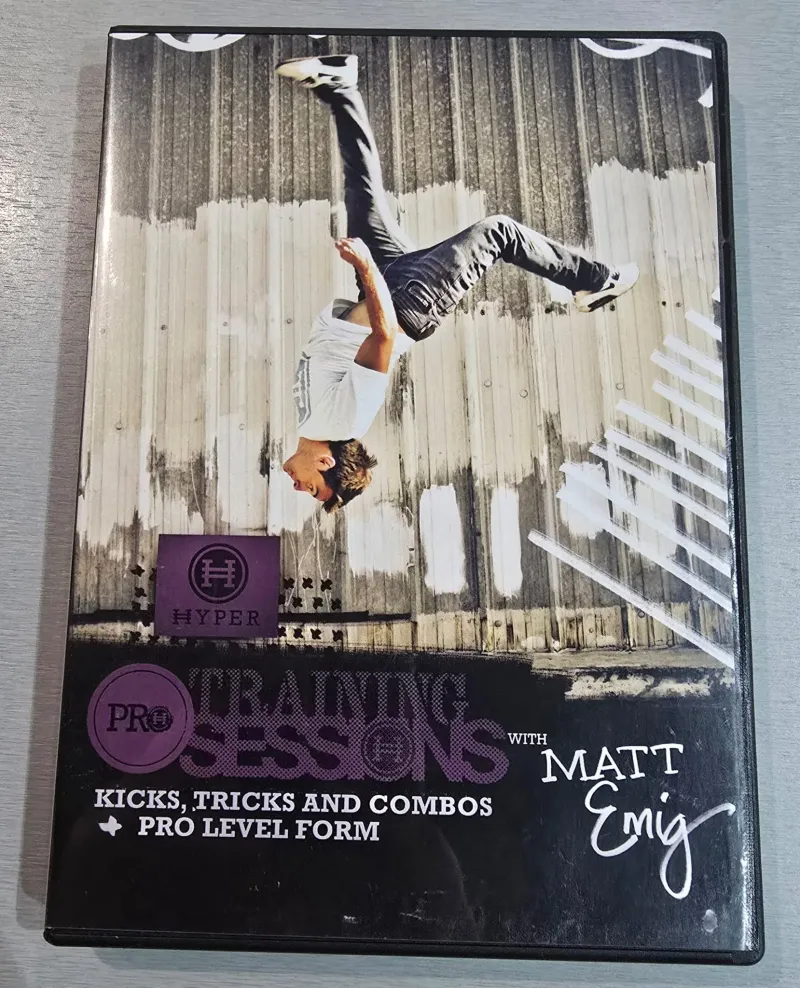 HYPER
PRO
TRAINING
SESSIONS
WITH
MATT
Emig
KICKS, TRICKS AND COMBOS
+ PRO LEVEL FORM